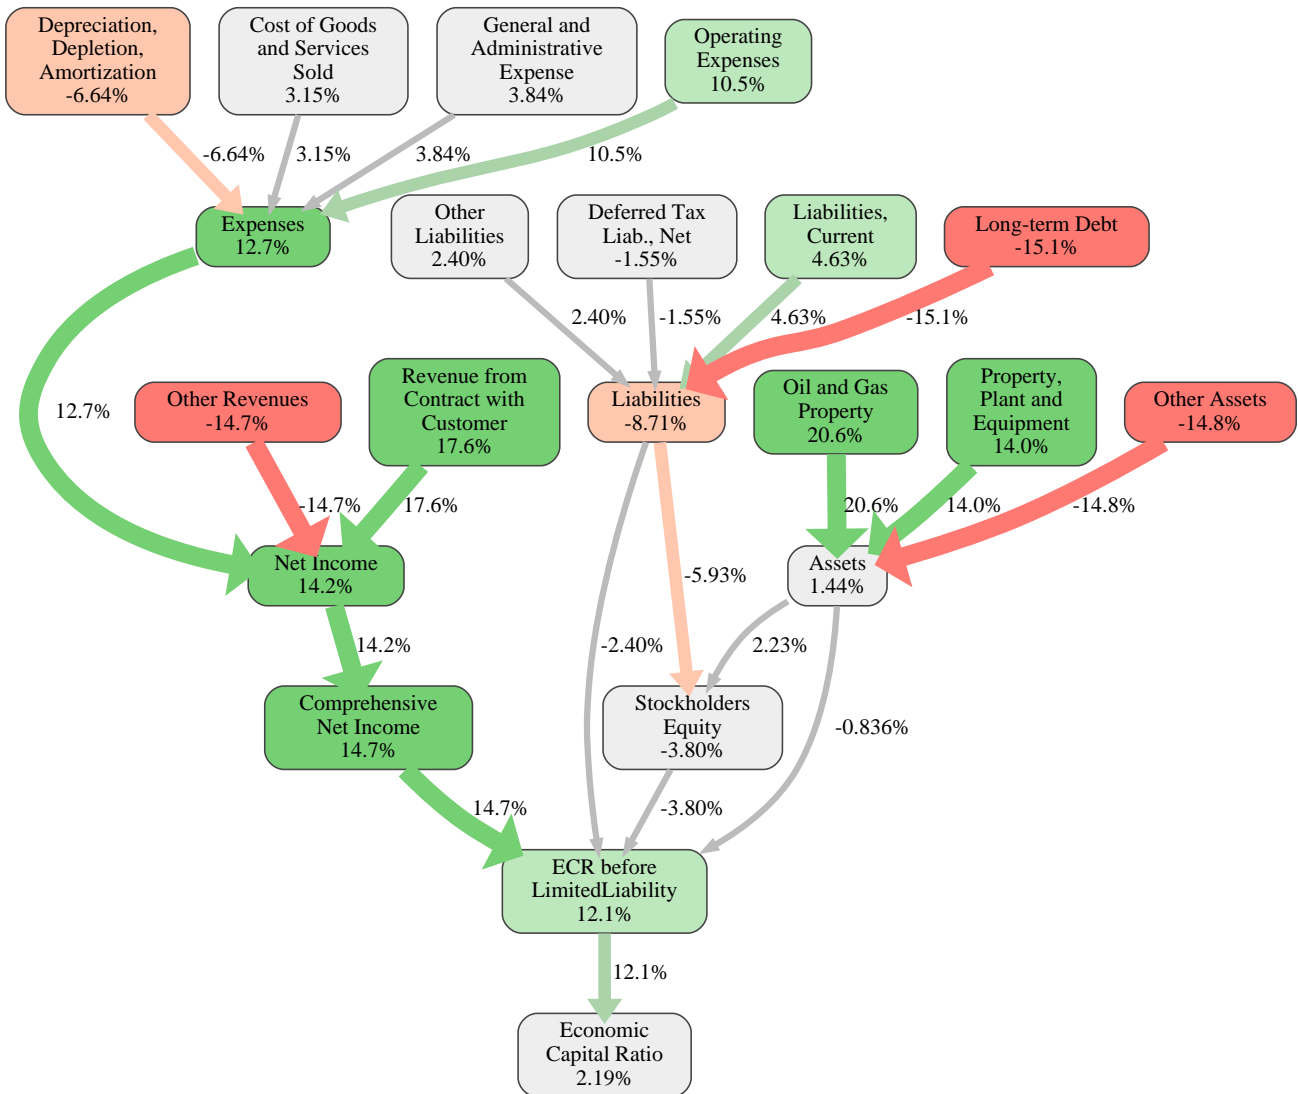 Depreciation,
Depletion,
Amortization
-6.64%
Cost of Goods
and Services
Sold
3.15%
General and
Administrative
Expense
3.84%
Operating
Expenses
10.5%
-6.64%
3.15%
3.84%
10.5%
Expenses
12.7%
Other
Liabilities
2.40%
Deferred Tax
Liab., Net
-1.55%
Liabilities,
Current
4.63%
Long-term Debt
-15.1%
2.40%
-1.55%
4.63%
-15.1%
12.7%
Other Revenues
-14.7%
Revenue from
Contract with
Customer
17.6%
Liabilities
-8.71%
Oil and Gas
Property
20.6%
Property,
Plant and
Equipment
14.0%
Other Assets
-14.8%
-14.7%
17.6%
20.6%
14.0%
-14.8%
Net Income
14.2%
-5.93%
Assets
1.44%
14.2%
-2.40%
2.23%
Comprehensive
Net Income
14.7%
Stockholders
Equity
-3.80%
-0.836%
14.7%
-3.80%
ECR before
LimitedLiability
12.1%
12.1%
Economic
Capital Ratio
2.19%